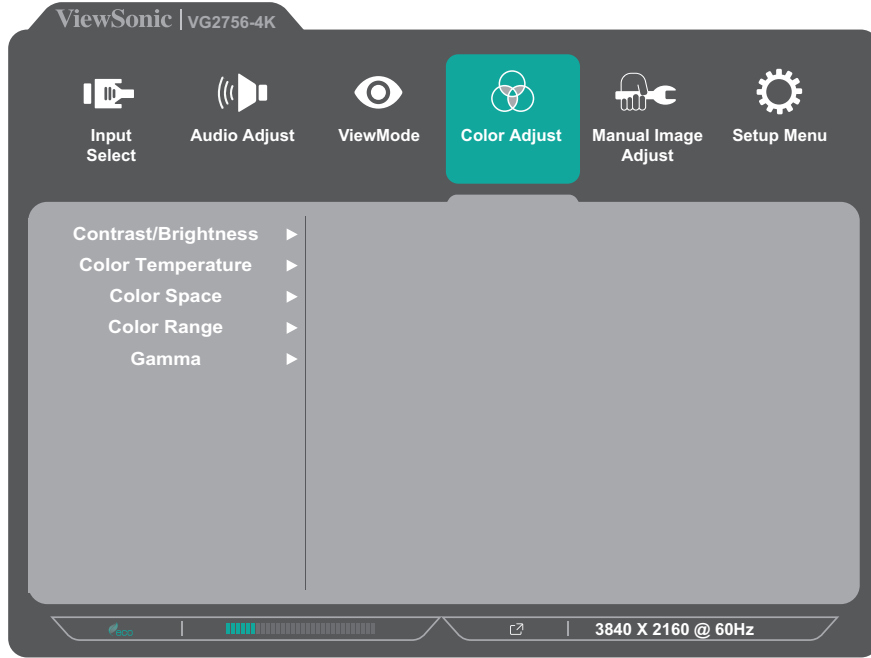 ViewSonic | VG2756-4K
Input
Select
Audio Adjust
ViewMode
Color Adjust
Manual Image
Adjust
Setup Menu
Contrast/Brightness
Color Temperature
Color Space
Color Range
Gamma
ECO
3840 X 2160 @ 60Hz